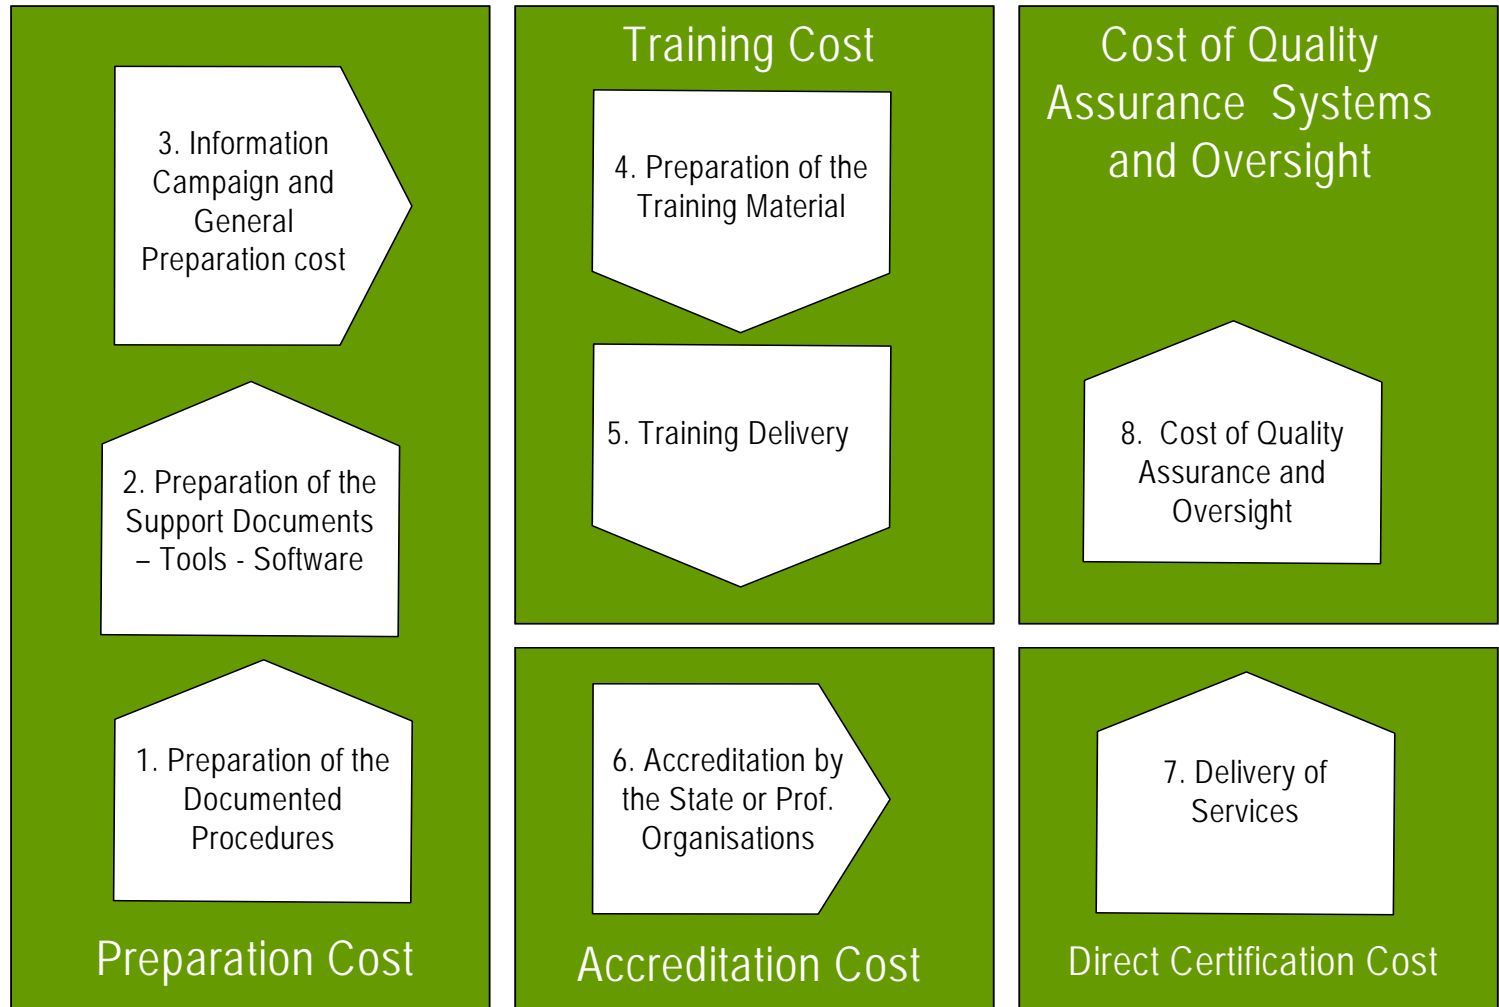 3. Information
Campaign and
General
Preparation cost
2. Preparation of the
Support Documents
– Tools - Software
1. Preparation of the
Documented
Procedures
Preparation Cost
Training Cost
4. Preparation of the
Training Material
5. Training Delivery
6. Accreditation by
the State or Prof.
Organisations
Accreditation Cost
Cost of Quality
Assurance Systems
and Oversight
8. Cost of Quality
Assurance and
Oversight
7. Delivery of
Services
Direct Certification Cost